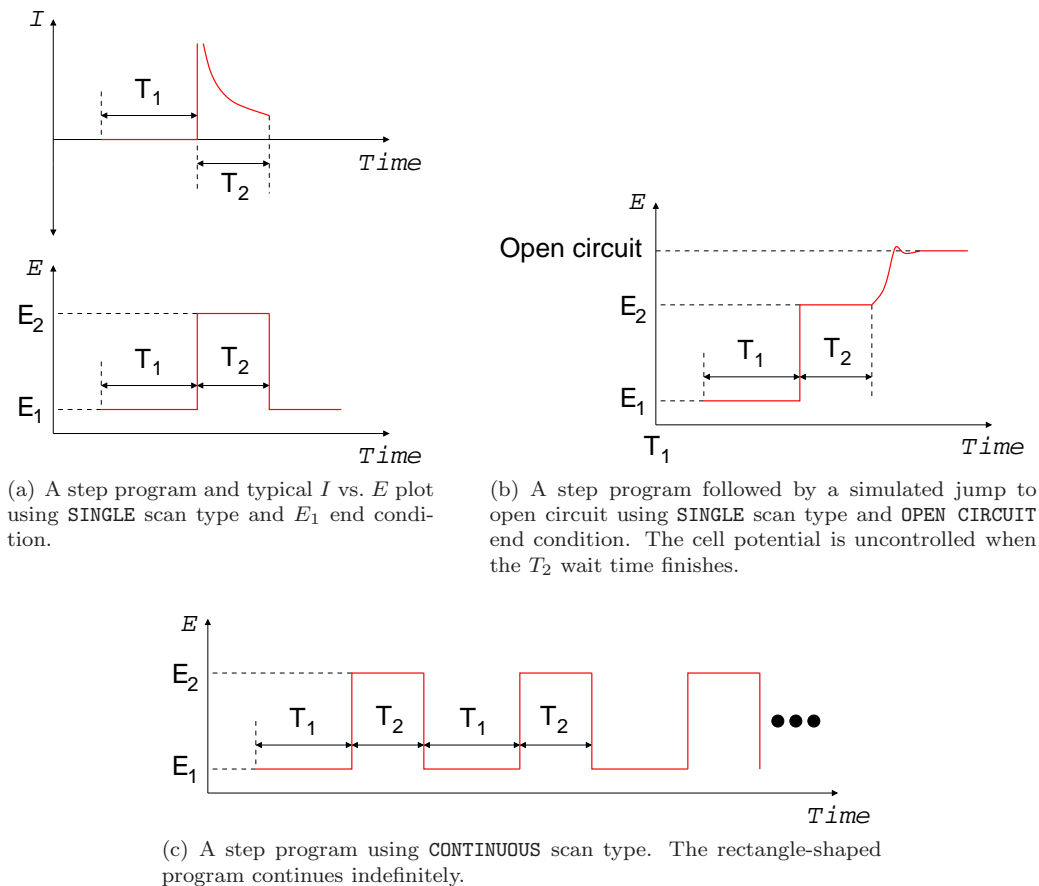 I
T1
Time
T2
E
E2
T1
T2
E1
Time
(a) A step program and typical I vs. E plot
using SINGLE scan type and E1 end condi-
tion.
E
Open circuit
E2
T1
T2
E1
T1
Time
(b) A step program followed by a simulated jump to
open circuit using SINGLE scan type and OPEN CIRCUIT
end condition. The cell potential is uncontrolled when
the T2 wait time finishes.
E
E2
T1
T2
T1
T2
E1
Time
(c) A step program using CONTINUOUS scan type. The rectangle-shaped
program continues indefinitely.